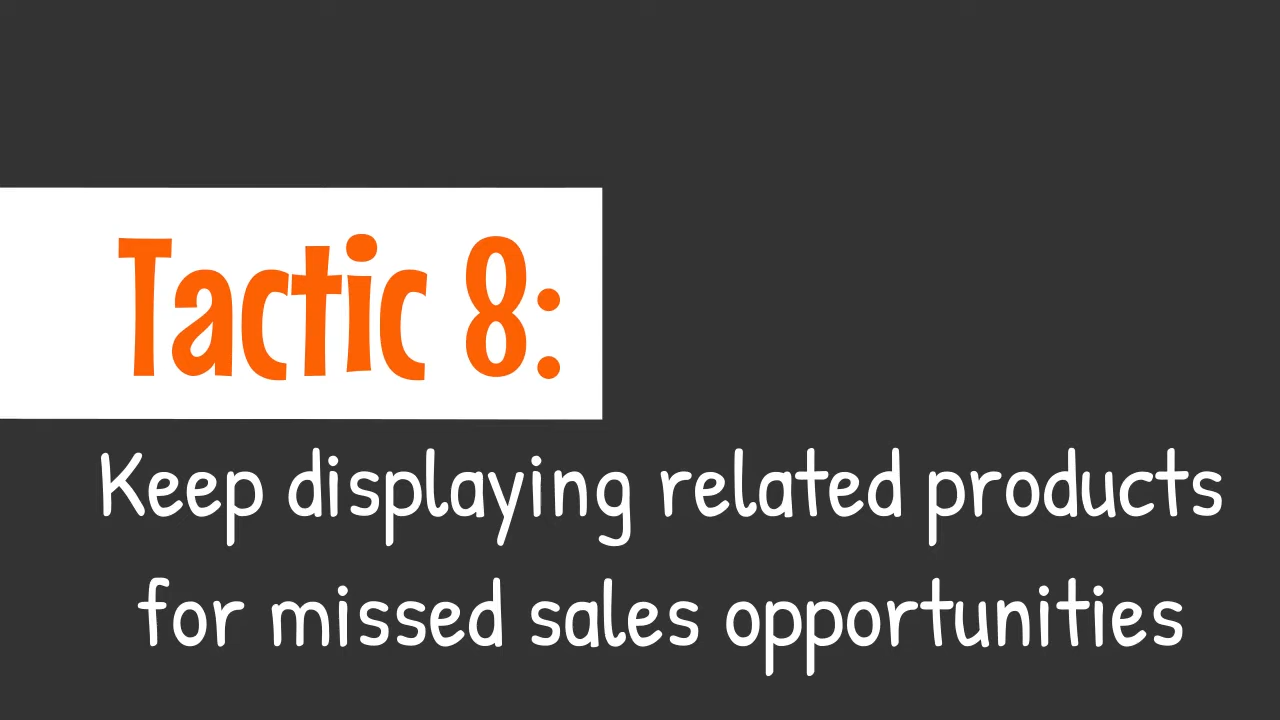 Tactic 8:
Keep displaying related products
for missed sales opportunities